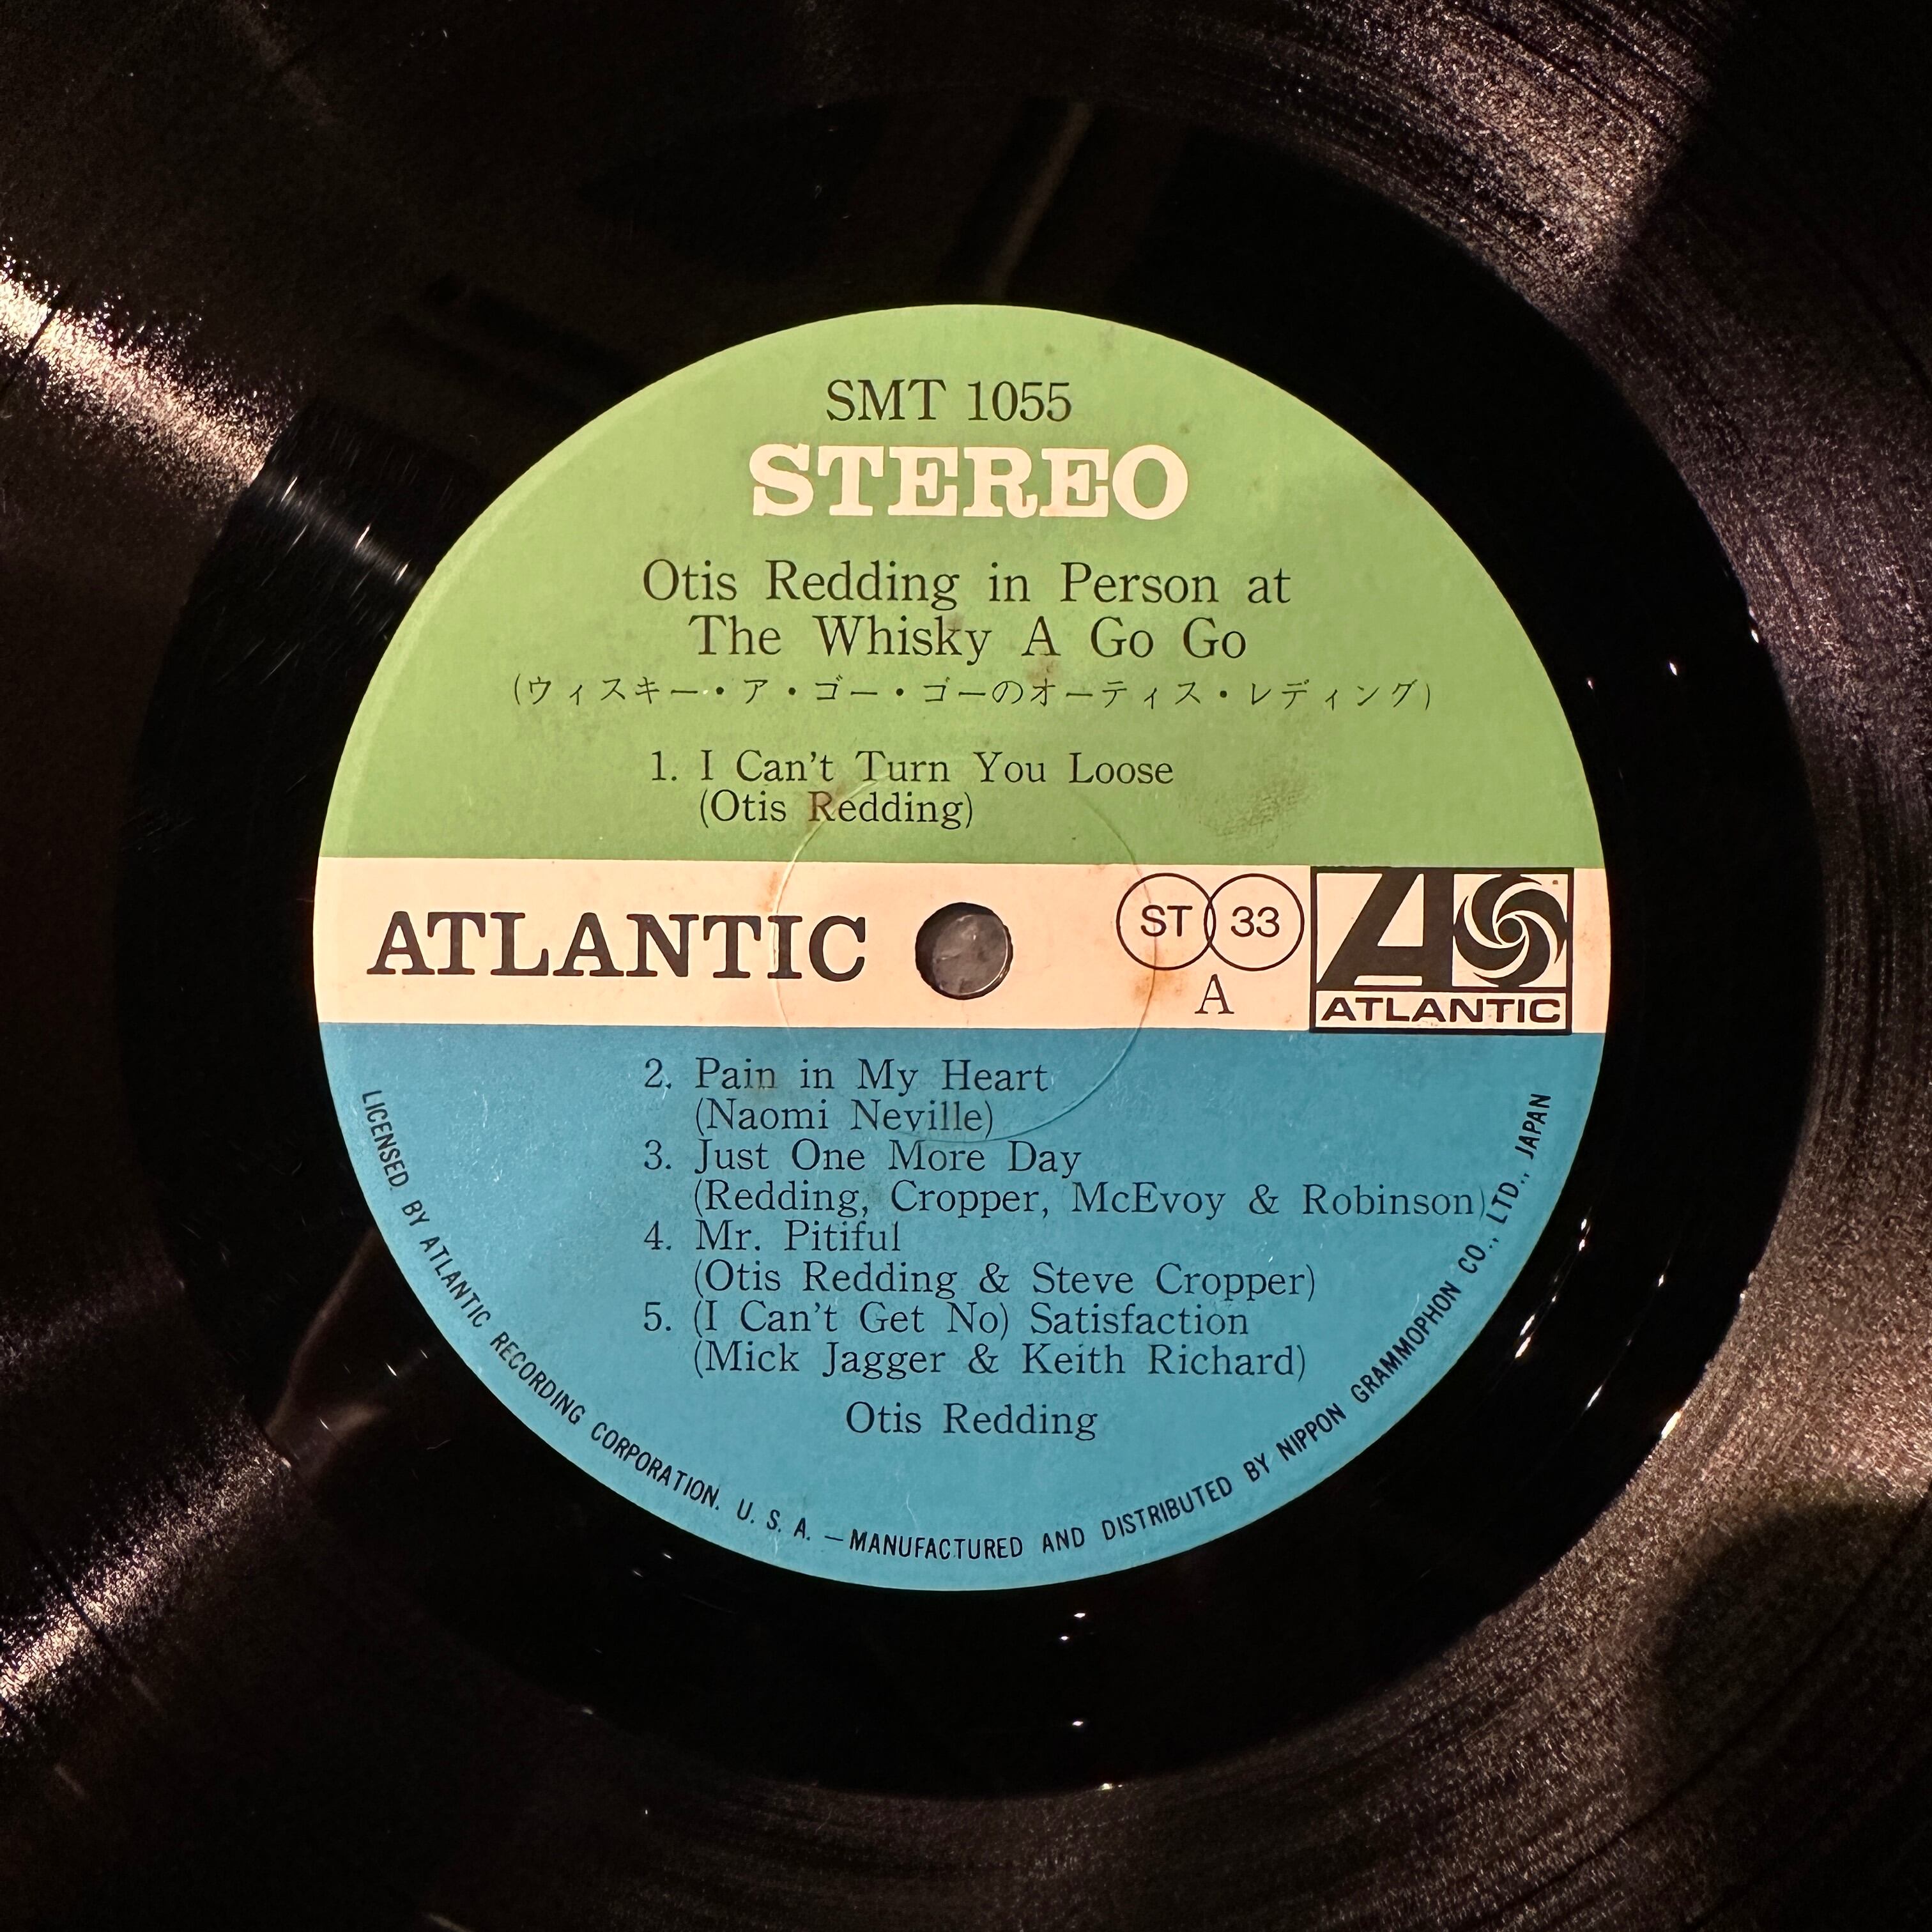 SMT 1055
STEREO
Otis Redding in Person at
The Whisky A Go Go
(ウィスキー・ア・ゴー・ゴーのオーティス・レディング)
1. I Can't Turn You Loose
(Otis Redding)
ATLANTIC
ST 33
A
ATLANTIC
2. Pain in My Heart
(Naomi Neville)
3. Just One More Day
(Redding, Cropper, McEvoy & Robinson)
4. Mr. Pitiful
(Otis Redding & Steve Cropper)
5. (I Can't Get No) Satisfaction
(Mick Jagger & Keith Richard)
Otis Redding
LICENSED BY ATLANTIC RECORDING CORPORATION. U. S. A. —MANUFACTURED AND DISTRIBUTED BY NIPPON GRAMMOPHON CO., LTD., JAPAN